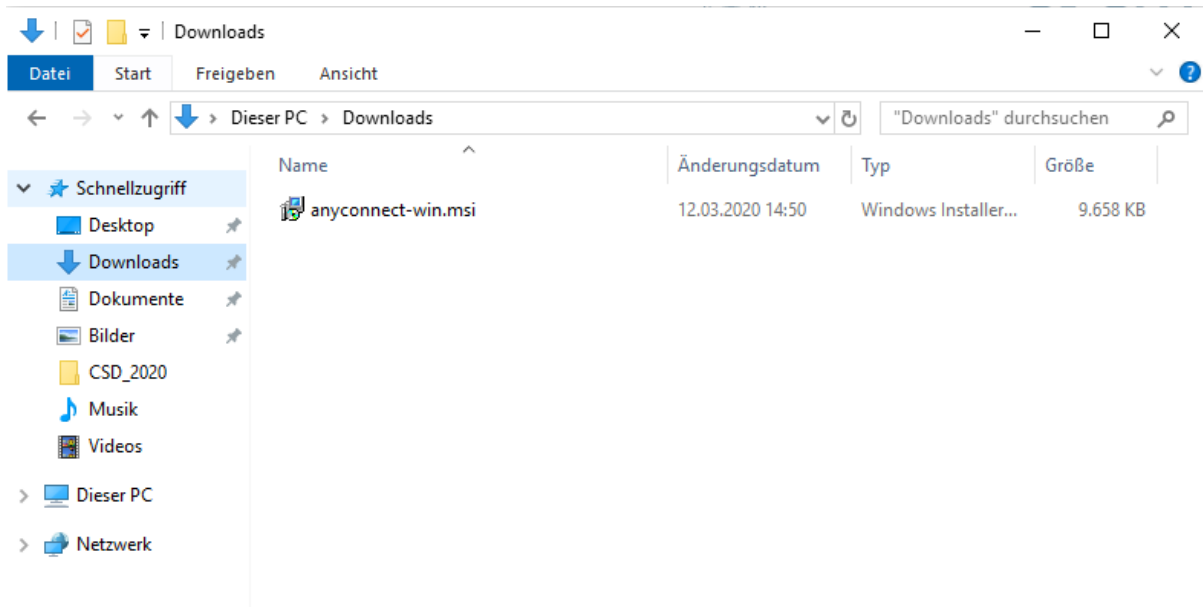 Downloads
Datei Start Freigeben Ansicht
Dieser PC Downloads "Downloads" durchsuchen
Name Änderungsdatum Typ Größe
Schnellzugriff
anyconnect-win.msi 12.03.2020 14:50 Windows Installer... 9.658 KB
Desktop
Downloads
Dokumente
Bilder
CSD_2020
Musik
Videos
Dieser PC
Netzwerk